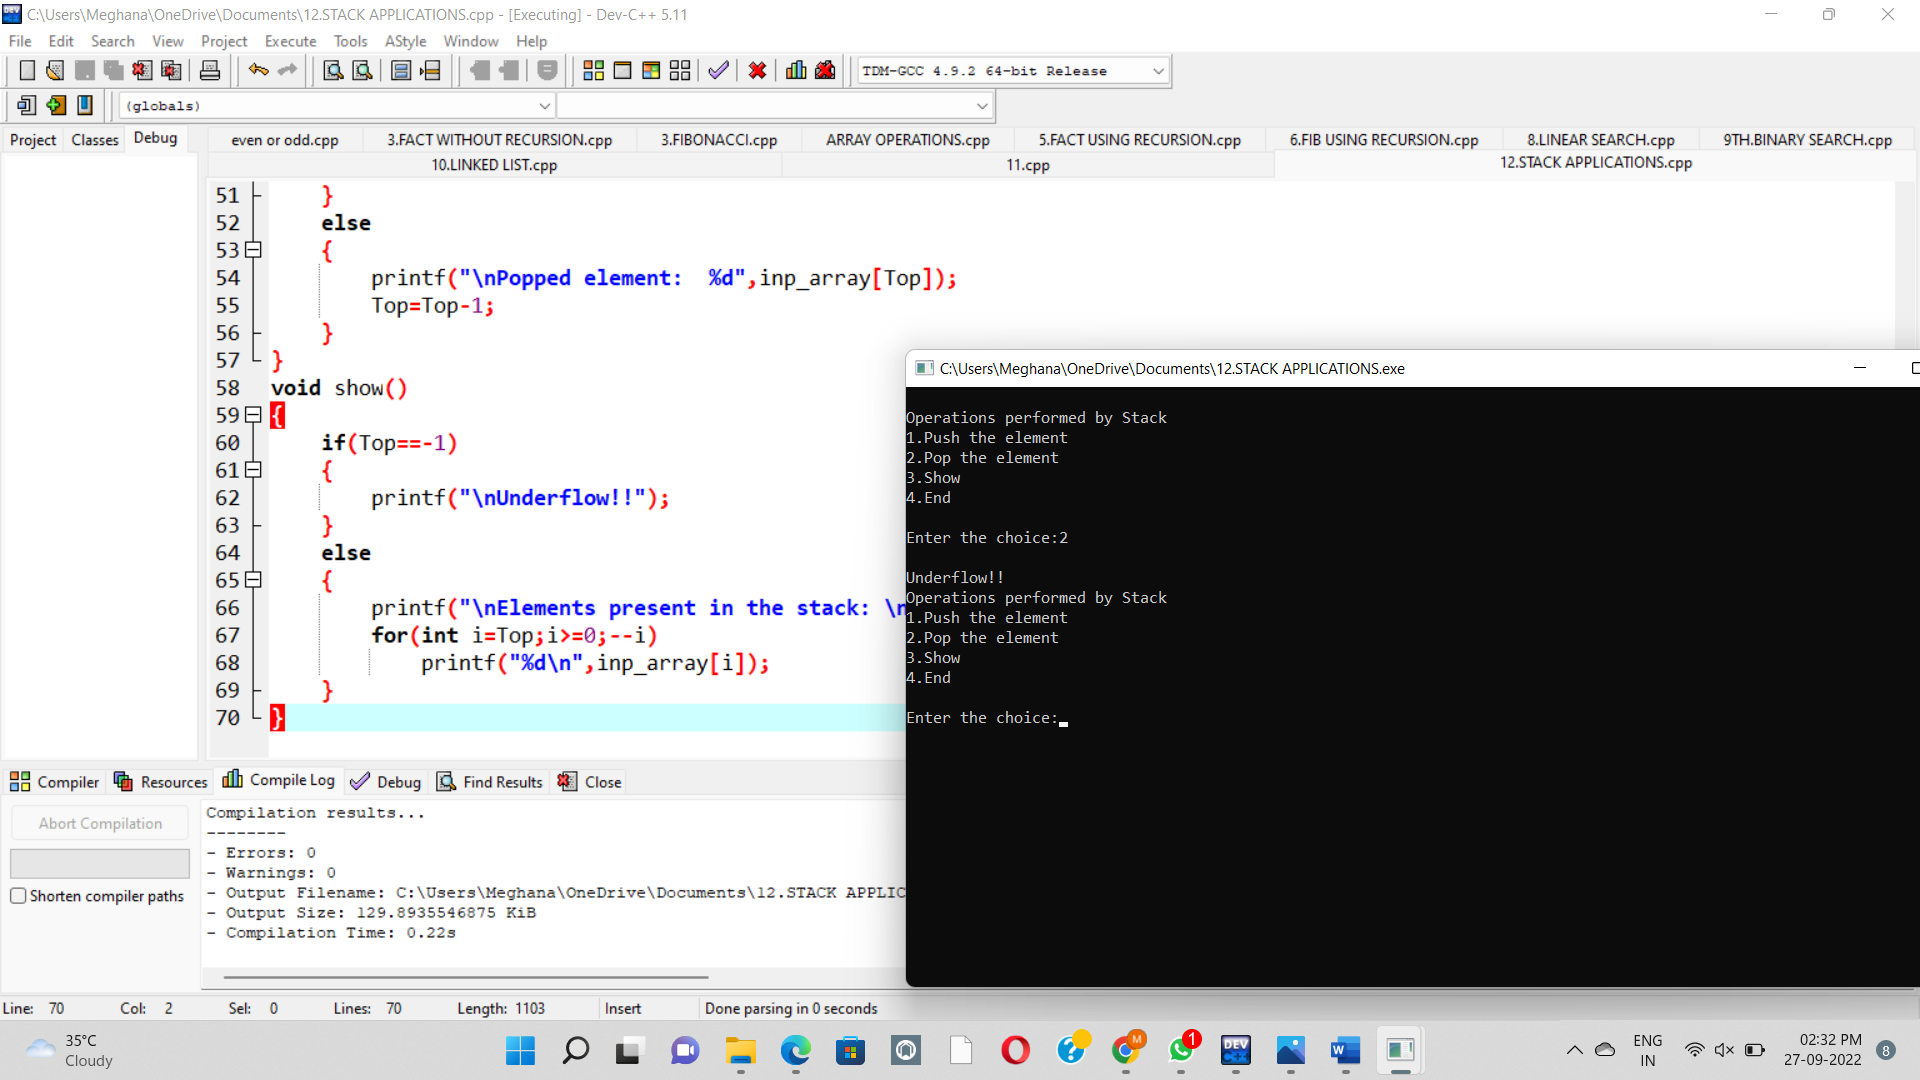 C:\Users\Meghana\OneDrive\Documents\12.STACK APPLICATIONS.cpp - [Executing] - Dev-C++ 5.11
File Edit Search View Project Execute Tools AStyle Window Help
TDM-GCC 4.9.2 64-bit Release
(globals)
Project Classes Debug
even or odd.cpp 3.FACT WITHOUT RECURSION.cpp 3.FIBONACCI.cpp ARRAY OPERATIONS.cpp 5.FACT USING RECURSION.cpp 6.FIB USING RECURSION.cpp 8.LINEAR SEARCH.cpp 9TH.BINARY SEARCH.cpp
10.LINKED LIST.cpp 11.cpp 12.STACK APPLICATIONS.cpp
51 }
52 else
53 {
54 printf("\nPopped element:  %d",inp_array[Top]);
55 Top=Top-1;
56 }
57 }
58 void show()
59 {
60 if(Top==-1)
61 {
62 printf("\nUnderflow!!");
63 }
64 else
65 {
66 printf("\nElements present in the stack: \n
67 for(int i=Top;i>=0;--i)
68 printf("%d\n",inp_array[i]);
69 }
70 }
C:\Users\Meghana\OneDrive\Documents\12.STACK APPLICATIONS.exe
Operations performed by Stack
1.Push the element
2.Pop the element
3.Show
4.End
Enter the choice:2
Underflow!!
Operations performed by Stack
1.Push the element
2.Pop the element
3.Show
4.End
Enter the choice:
Compiler Resources Compile Log Debug Find Results Close
Abort Compilation
Shorten compiler paths
Compilation results...
--------
- Errors: 0
- Warnings: 0
- Output Filename: C:\Users\Meghana\OneDrive\Documents\12.STACK APPLIC
- Output Size: 129.8935546875 KiB
- Compilation Time: 0.22s
Line: 70 Col: 2 Sel: 0 Lines: 70 Length: 1103 Insert Done parsing in 0 seconds
35°C
Cloudy
DEV
C++
M
1
W
ENG
IN
02:32 PM
27-09-2022
8